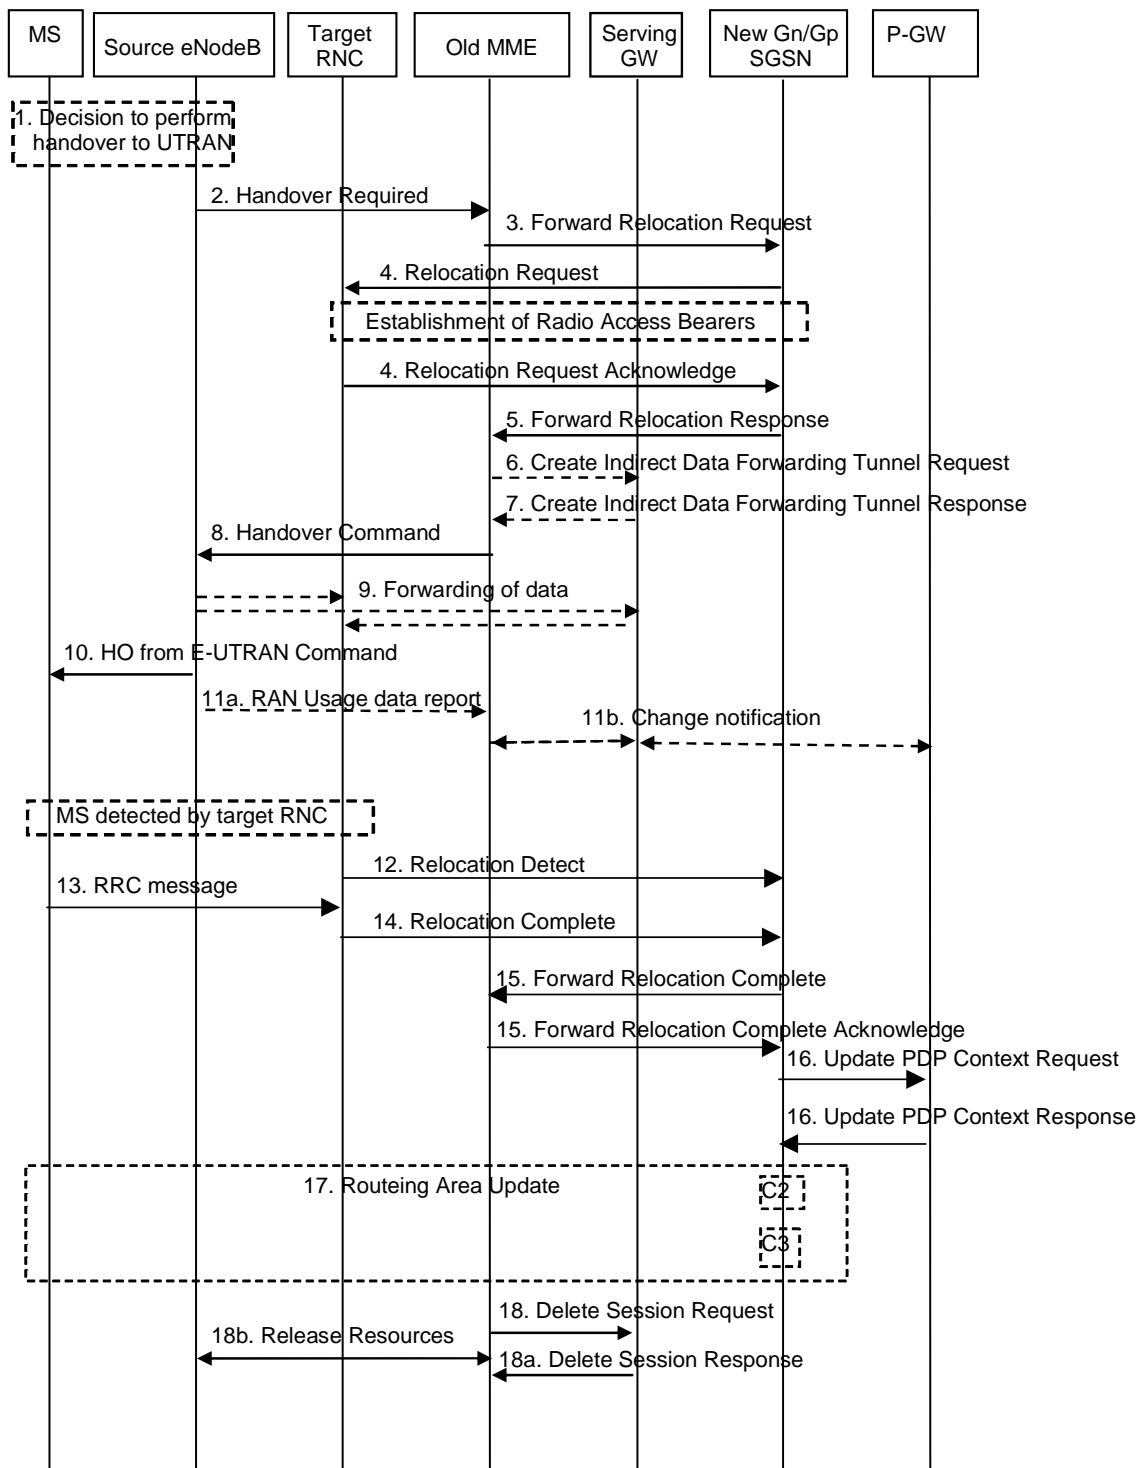 MS
Source eNodeB
Target
RNC
Old MME
Serving
GW
New Gn/Gp
SGSN
P-GW
1. Decision to perform
handover to UTRAN
2. Handover Required
3. Forward Relocation Request
4. Relocation Request
Establishment of Radio Access Bearers
4. Relocation Request Acknowledge
5. Forward Relocation Response
6. Create Indirect Data Forwarding Tunnel Request
7. Create Indirect Data Forwarding Tunnel Response
8. Handover Command
9. Forwarding of data
10. HO from E-UTRAN Command
11a. RAN Usage data report
11b. Change notification
MS detected by target RNC
12. Relocation Detect
13. RRC message
14. Relocation Complete
15. Forward Relocation Complete
15. Forward Relocation Complete Acknowledge
16. Update PDP Context Request
16. Update PDP Context Response
17. Routeing Area Update
C2
C3
18. Delete Session Request
18b. Release Resources
18a. Delete Session Response